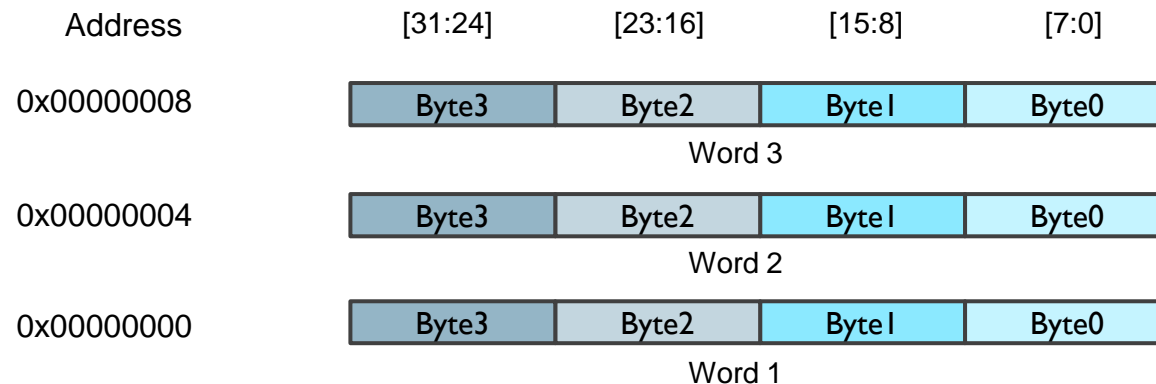 Address [31:24] [23:16] [15:8] [7:0]
0x00000008 Byte3 Byte2 Byte1 Byte0
Word 3
0x00000004 Byte3 Byte2 Byte1 Byte0
Word 2
0x00000000 Byte3 Byte2 Byte1 Byte0
Word 1